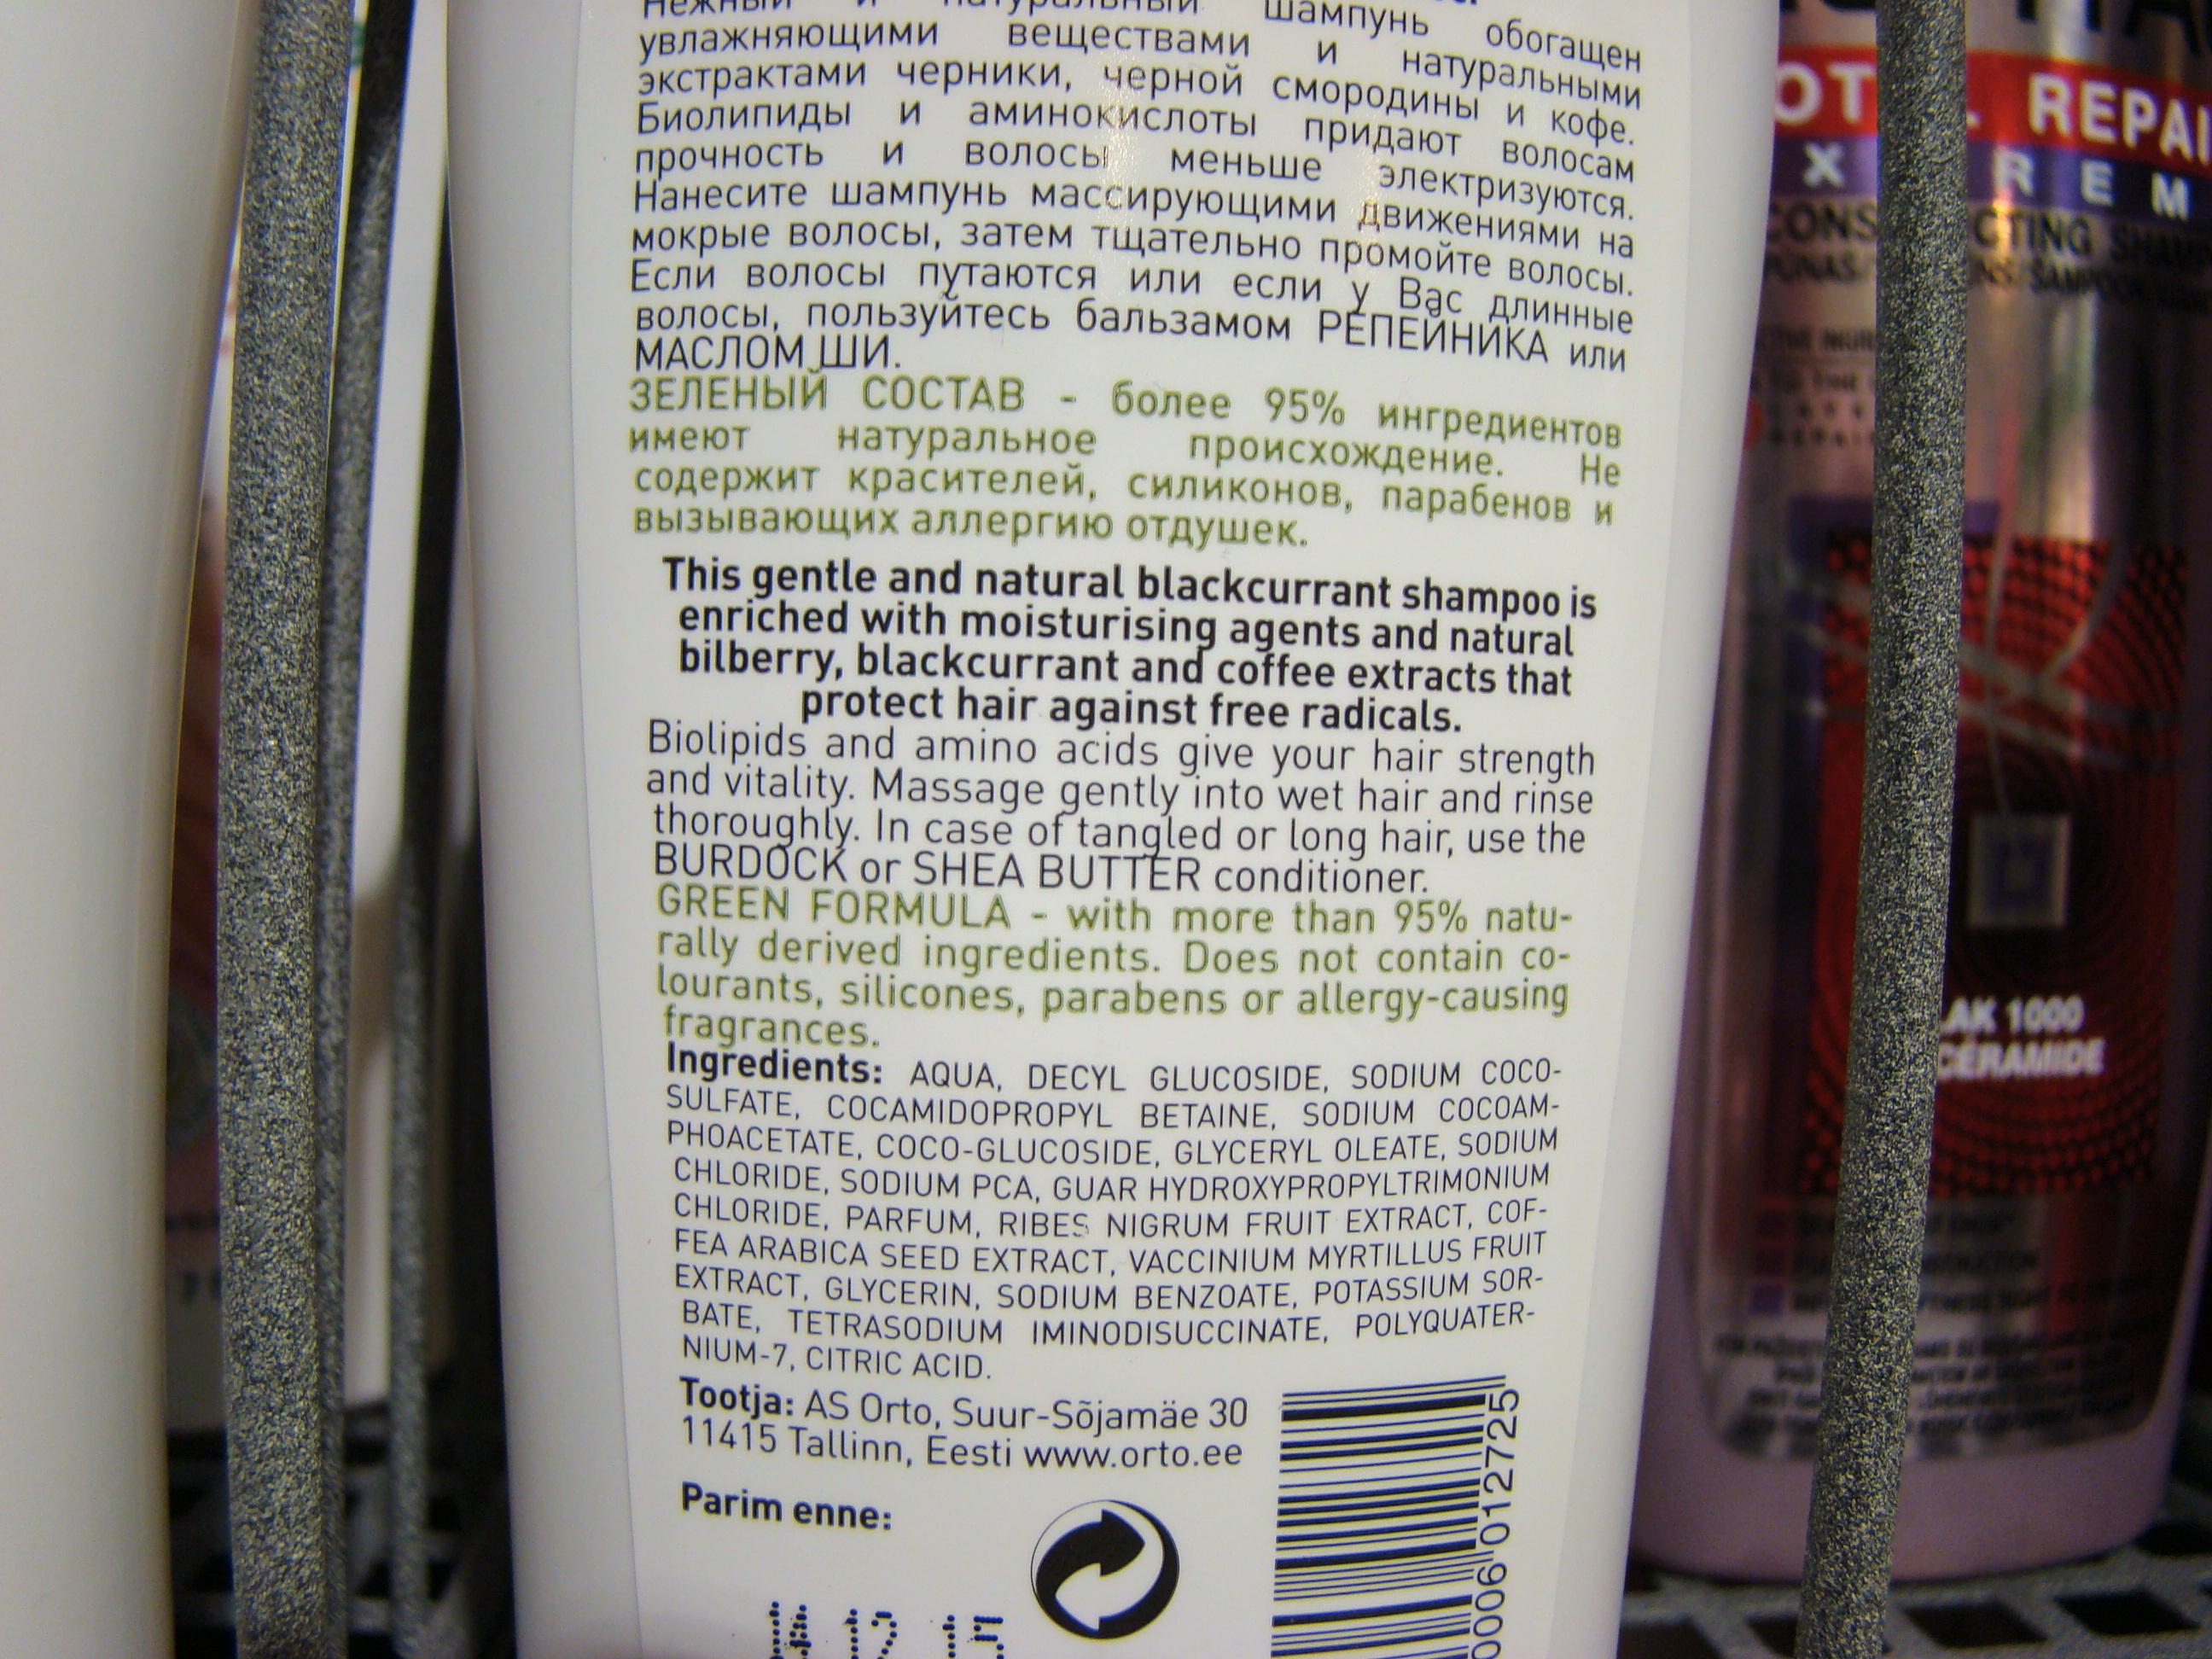 Нежный и натуральный шампунь обогащен
увлажняющими веществами и натуральными
экстрактами черники, черной смородины и кофе.
Биолипиды и аминокислоты придают волосам
прочность и волосы меньше электризуются.
Нанесите шампунь массирующими движениями на
мокрые волосы, затем тщательно промойте волосы.
Если волосы путаются или если у Вас длинные
волосы, пользуйтесь бальзамом РЕПЕЙНИКА или
МАСЛОМ ШИ.
ЗЕЛЕНЫЙ СОСТАВ - более 95% ингредиентов
имеют натуральное происхождение. Не
содержит красителей, силиконов, парабенов и
вызывающих аллергию отдушек.
This gentle and natural blackcurrant shampoo is
enriched with moisturising agents and natural
bilberry, blackcurrant and coffee extracts that
protect hair against free radicals.
Biolipids and amino acids give your hair strength
and vitality. Massage gently into wet hair and rinse
thoroughly. In case of tangled or long hair, use the
BURDOCK or SHEA BUTTER conditioner.
GREEN FORMULA - with more than 95% natu-
rally derived ingredients. Does not contain co-
lourants, silicones, parabens or allergy-causing
fragrances.
Ingredients: AQUA, DECYL GLUCOSIDE, SODIUM COCO-
SULFATE, COCAMIDOPROPYL BETAINE, SODIUM COCOAM-
PHOACETATE, COCO-GLUCOSIDE, GLYCERYL OLEATE, SODIUM
CHLORIDE, SODIUM PCA, GUAR HYDROXYPROPYLTRIMONIUM
CHLORIDE, PARFUM, RIBES NIGRUM FRUIT EXTRACT, COF-
FEA ARABICA SEED EXTRACT, VACCINIUM MYRTILLUS FRUIT
EXTRACT, GLYCERIN, SODIUM BENZOATE, POTASSIUM SOR-
BATE, TETRASODIUM IMINODISUCCINATE, POLYQUATER-
NIUM-7, CITRIC ACID.
Tootja: AS Orto, Suur-Sõjamäe 30
11415 Tallinn, Eesti www.orto.ee
Parim enne:
0006 012725
REPAI
X REM
CTING
AK 1000
CÉRAMIDE